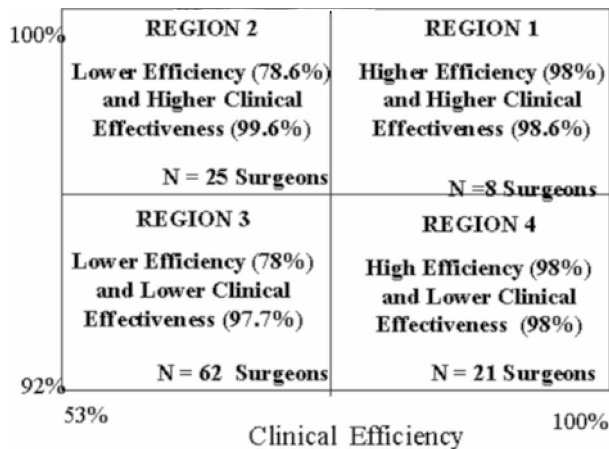 100%
REGION 2
Lower Efficiency (78.6%)
and Higher Clinical
Effectiveness (99.6%)
N = 25 Surgeons
REGION 1
Higher Efficiency (98%)
and Higher Clinical
Effectiveness (98.6%)
N =8 Surgeons
REGION 3
Lower Efficiency (78%)
and Lower Clinical
Effectiveness (97.7%)
N = 62 Surgeons
REGION 4
High Efficiency (98%)
and Lower Clinical
Effectiveness (98%)
N = 21 Surgeons
92%
53%
100%
Clinical Efficiency